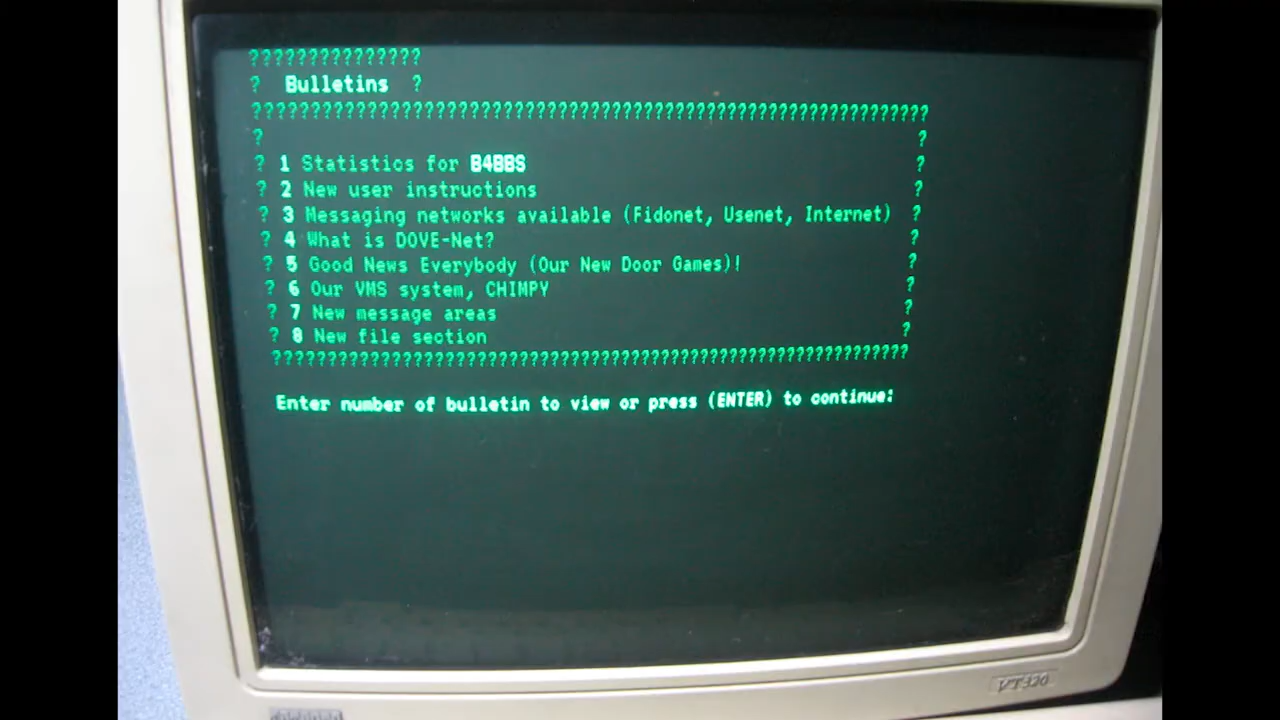 ???????????????
? Bulletins ?
?????????????????????????????????????????????????????????????????????????
? ?
? 1 Statistics for B4BBS ?
? 2 New user instructions ?
? 3 Messaging networks available (Fidonet, Usenet, Internet) ?
? 4 What is DOVE-Net? ?
? 5 Good News Everybody (Our New Door Games)! ?
? 6 Our VMS system, CHIMPY ?
? 7 New message areas ?
? 8 New file section ?
?????????????????????????????????????????????????????????????????????????
Enter number of bulletin to view or press (ENTER) to continue:
VT320